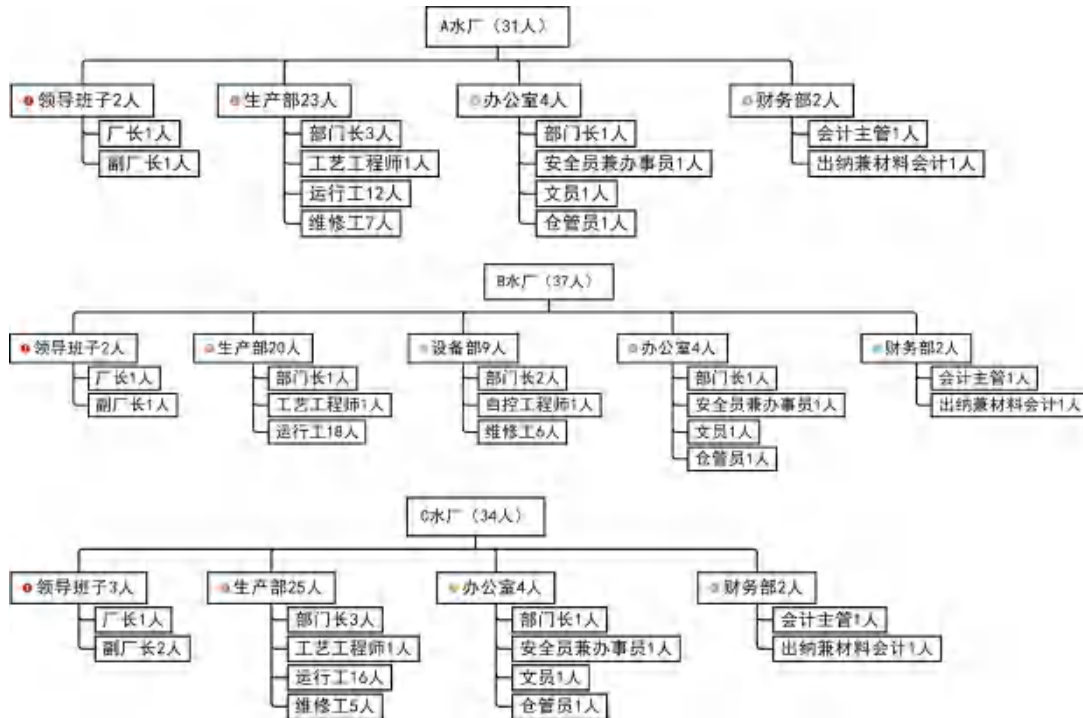 A水厂（31人）
领导班子2人 生产部23人 办公室4人 财务部2人
厂长1人 部门长3人 部门长1人 会计主管1人
副厂长1人 工艺工程师1人 安全员兼办事员1人 出纳兼材料会计1人
运行工12人 文员1人
维修工7人 仓管员1人
B水厂（37人）
领导班子2人 生产部20人 设备部9人 办公室4人 财务部2人
厂长1人 部门长1人 部门长2人 部门长1人 会计主管1人
副厂长1人 工艺工程师1人 自控工程师1人 安全员兼办事员1人 出纳兼材料会计1人
运行工18人 维修工6人 文员1人
仓管员1人
C水厂（34人）
领导班子3人 生产部25人 办公室4人 财务部2人
厂长1人 部门长3人 部门长1人 会计主管1人
副厂长2人 工艺工程师1人 安全员兼办事员1人 出纳兼材料会计1人
运行工16人 文员1人
维修工5人 仓管员1人